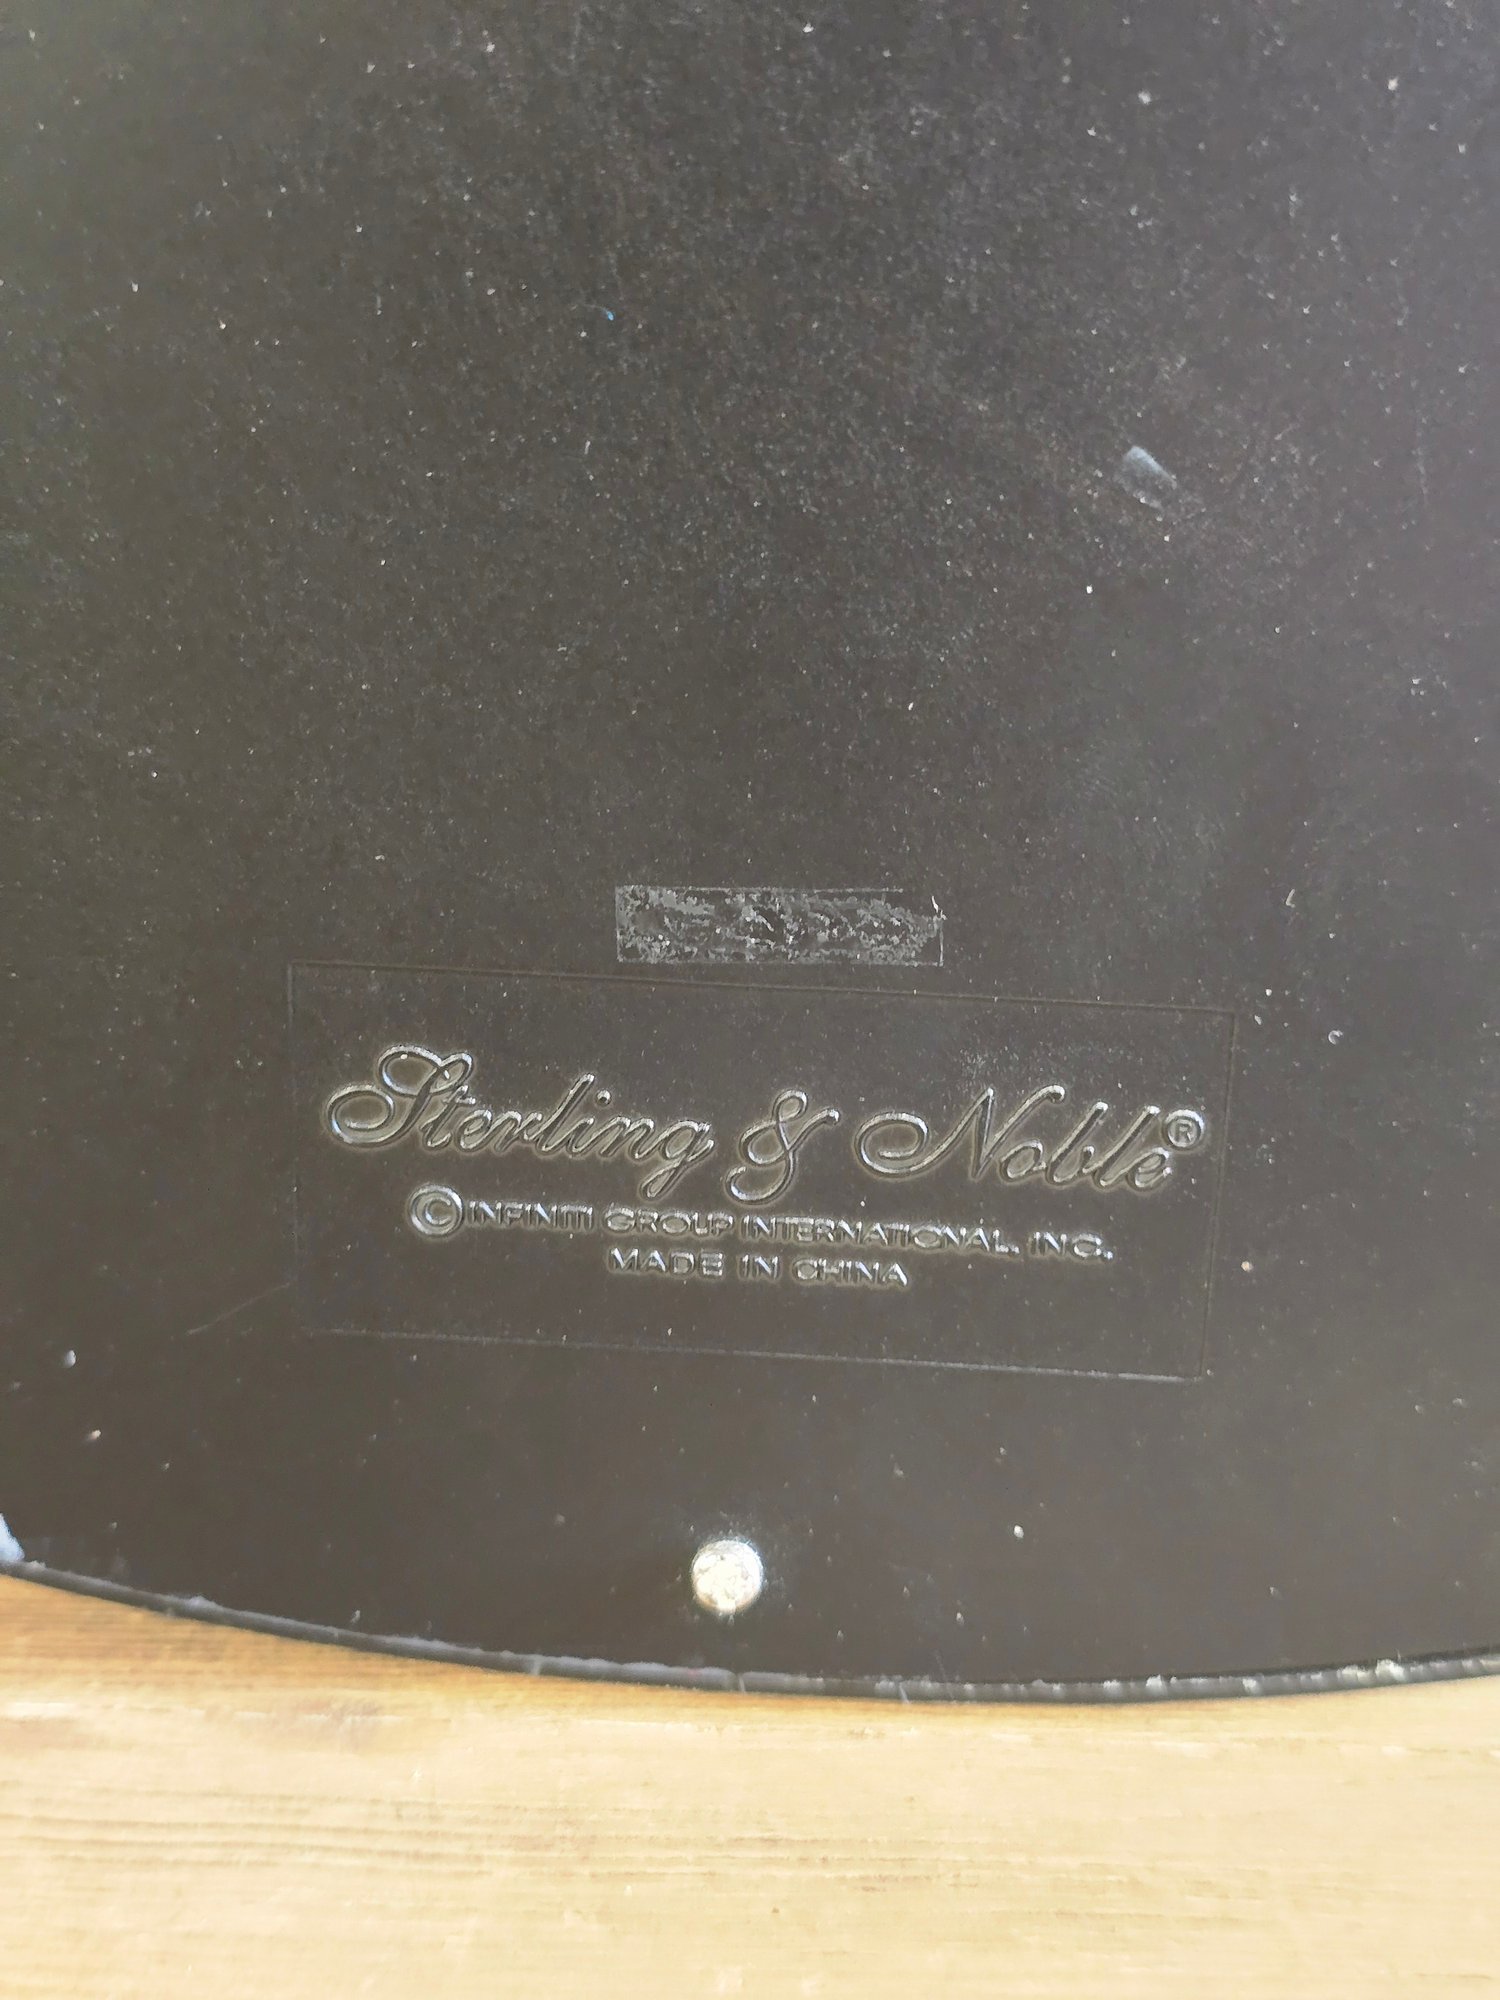 Sterling & Noble®
© INFINITI GROUP INTERNATIONAL, INC.
MADE IN CHINA